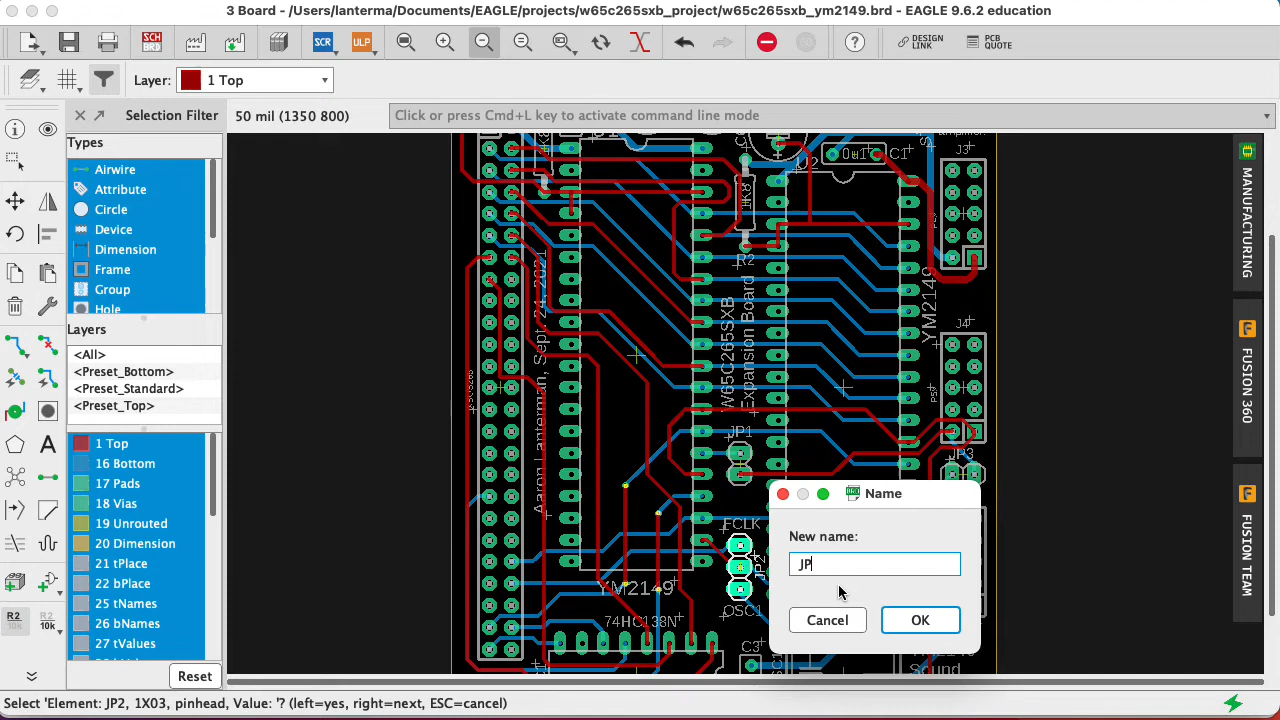 3 Board - /Users/lanterma/Documents/EAGLE/projects/w65c265sxb_project/w65c265sxb_ym2149.brd - EAGLE 9.6.2 education
SCH
BRD
SCR
ULP
DESIGN
LINK
PCB
QUOTE
Layer:
1 Top
Selection Filter
50 mil (1350 800)
Click or press Cmd+L key to activate command line mode
Types
Airwire
Attribute
Circle
Device
Dimension
Frame
Group
Hole
Layers
<All>
<Preset_Bottom>
<Preset_Standard>
<Preset_Top>
1 Top
16 Bottom
17 Pads
18 Vias
19 Unrouted
20 Dimension
21 tPlace
22 bPlace
25 tNames
26 bNames
27 tValues
Reset
R2
10k
R2
10k
Aaron Lanterman, Sept. 24, 2021
YM2149
74HC138N
W65C265SXB
Expansion Board
R2
JP1
FCLK
JP2
OSC1
C3
C1
J3
YM2149
J4
JP3
YM2149
Sound
Name
New name:
JP
Cancel
OK
MANUFACTURING
FUSION 360
FUSION TEAM
Select 'Element: JP2, 1X03, pinhead, Value: '? (left=yes, right=next, ESC=cancel)